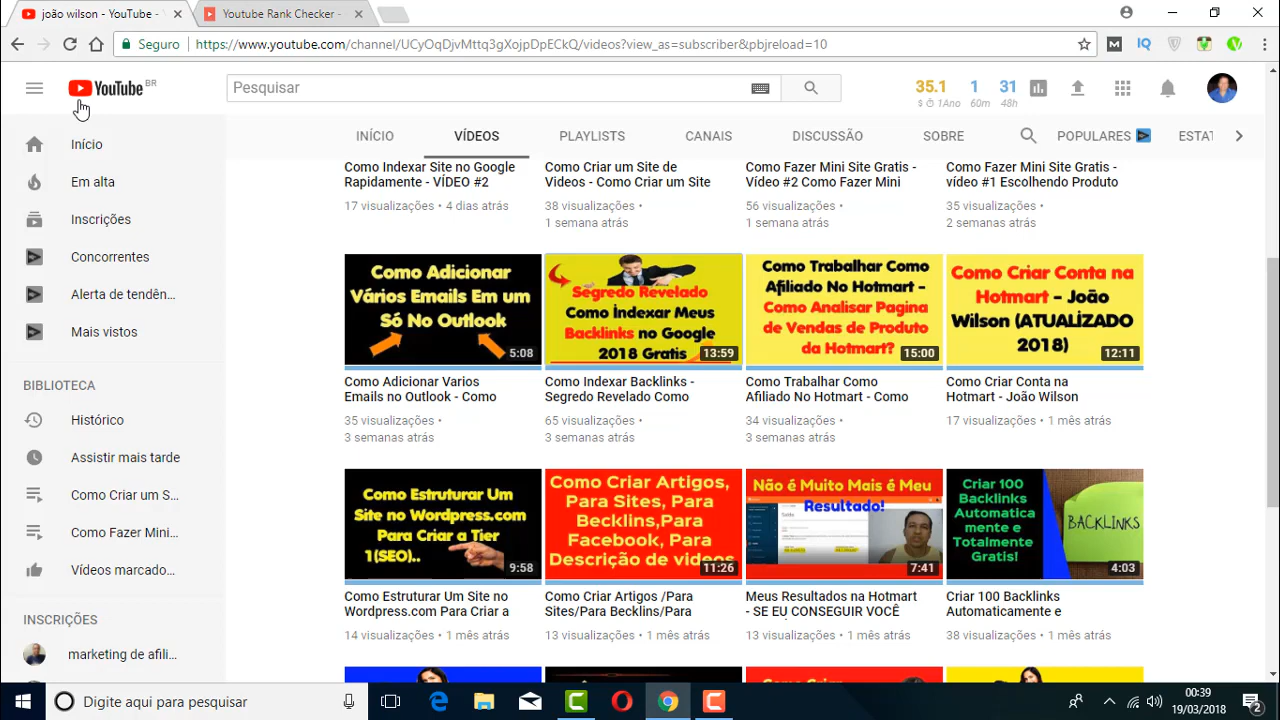 joão wilson - YouTube -
Youtube Rank Checker -
Seguro
https://www.youtube.com/channel/UCyOqDjvMttq3gXojpDpECkQ/videos?view_as=subscriber&pbjreload=10
YouTube BR
Pesquisar
35.1 1 31
1Ano 60m 48h
INÍCIO VÍDEOS PLAYLISTS CANAIS DISCUSSÃO SOBRE POPULARES ESTAT
Início
Em alta
Inscrições
Concorrentes
Alerta de tendên...
Mais vistos
BIBLIOTECA
Histórico
Assistir mais tarde
Como Criar um S...
Como Fazer Mini...
Vídeos marcado...
INSCRIÇÕES
marketing de afili...
Como Indexar Site no Google
Rapidamente - VÍDEO #2
17 visualizações • 4 dias atrás
Como Criar um Site de
Videos - Como Criar um Site
38 visualizações •
1 semana atrás
Como Fazer Mini Site Gratis -
Vídeo #2 Como Fazer Mini
56 visualizações •
1 semana atrás
Como Fazer Mini Site Gratis -
vídeo #1 Escolhendo Produto
35 visualizações •
2 semanas atrás
Como Adicionar
Vários Emails Em um
Só No Outlook
5:08
Como Adicionar Varios
Emails no Outlook - Como
35 visualizações •
3 semanas atrás
Segredo Revelado
Como İndexar Meus
Backlinks no Google
2018 Gratis
13:59
Como Indexar Backlinks -
Segredo Revelado Como
65 visualizações •
3 semanas atrás
Como Trabalhar Como
Afiliado No Hotmart -
Como Analisar Pagina
de Vendas de Produto
da Hotmart?
15:00
Como Trabalhar Como
Afiliado No Hotmart - Como
34 visualizações •
3 semanas atrás
Como Criar Conta na
Hotmart - João
Wilson (ATUALİZADO
2018)
12:11
Como Criar Conta na
Hotmart - João Wilson
17 visualizações • 1 mês atrás
Como Estruturar Um
Site no Wordpress.com
Para Criar a Tier
1(SEO)..
9:58
Como Estruturar Um Site no
Wordpress.com Para Criar a
14 visualizações • 1 mês atrás
Como Criar Artigos,
Para Sites, Para
Becklins,Para
Facebook, Para
Descrição de videos
11:26
Como Criar Artigos /Para
Sites/Para Becklins/Para
13 visualizações • 1 mês atrás
Não é Muito Mais é Meu
Resultado!
7:41
Meus Resultados na Hotmart
- SE EU CONSEGUIR VOCÊ
13 visualizações • 1 mês atrás
Criar 100
Backlinks
Automatica
mente e
Totalmente
Gratis!
BACKLINKS
4:03
Criar 100 Backlinks
Automaticamente e
38 visualizações • 1 mês atrás
Digite aqui para pesquisar
00:39
19/03/2018
2